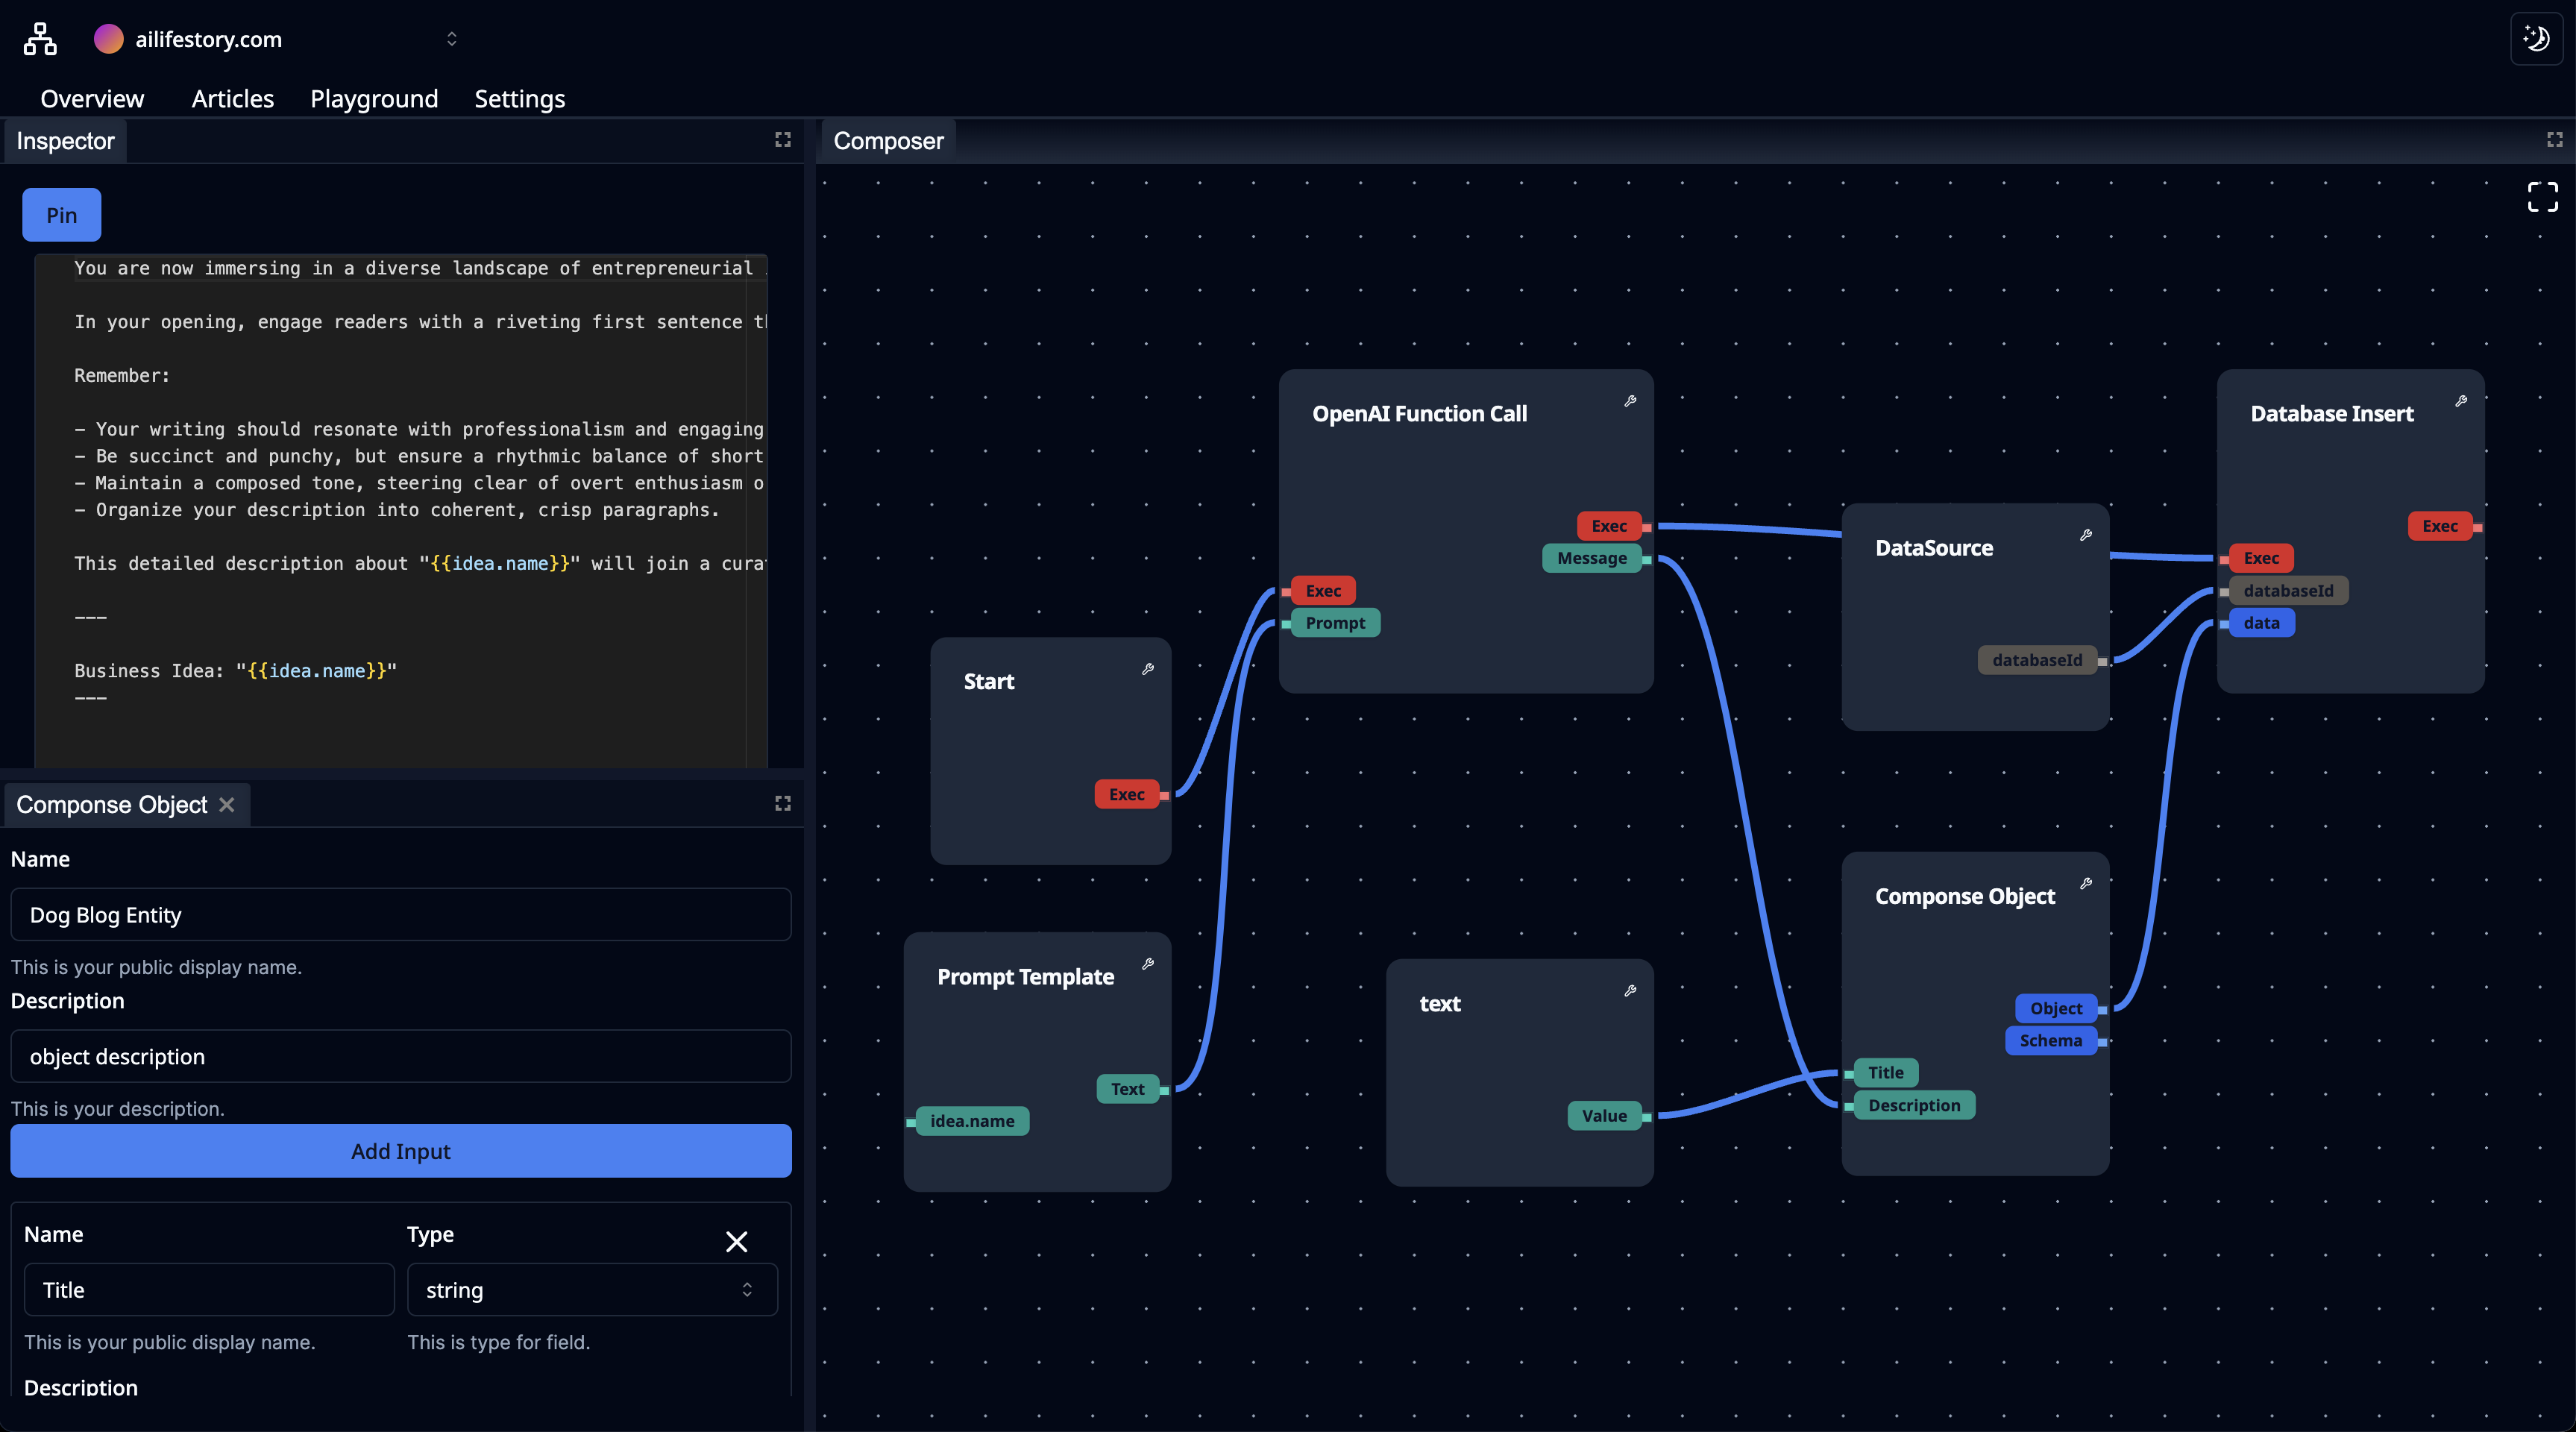 ailifestory.com
Overview Articles Playground Settings
Inspector
Pin
You are now immersing in a diverse landscape of entrepreneurial
In your opening, engage readers with a riveting first sentence
Remember:
- Your writing should resonate with professionalism and engaging
- Be succinct and punchy, but ensure a rhythmic balance of short
- Maintain a composed tone, steering clear of overt enthusiasm
- Organize your description into coherent, crisp paragraphs.
This detailed description about "{{idea.name}}" will join a
---
Business Idea: "{{idea.name}}"
---
Componse Object
Name
Dog Blog Entity
This is your public display name.
Description
object description
This is your description.
Add Input
Name Type
Title string
This is your public display name. This is type for field.
Description
Composer
OpenAI Function Call
Exec
Message
Exec
Prompt
Start
Exec
Prompt Template
Text
idea.name
text
Value
DataSource
databaseId
Componse Object
Object
Schema
Title
Description
Database Insert
Exec
Exec
databaseId
data